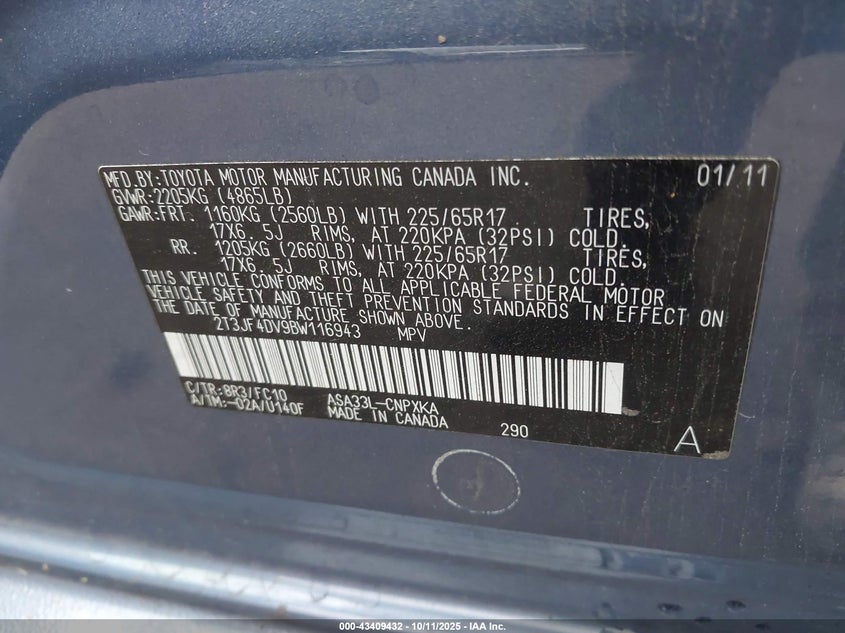 MFD.BY:TOYOTA MOTOR MANUFACTURING CANADA INC. 01/11
GVWR:2205KG (4865LB)
GAWR:FRT. 1160KG (2560LB) WITH 225/65R17 TIRES,
17X6.5J RIMS, AT 220KPA (32PSI) COLD.
RR. 1205KG (2660LB) WITH 225/65R17 TIRES,
17X6.5J RIMS, AT 220KPA (32PSI) COLD.
THIS VEHICLE CONFORMS TO ALL APPLICABLE FEDERAL MOTOR
VEHICLE SAFETY AND THEFT PREVENTION STANDARDS IN EFFECT ON
THE DATE OF MANUFACTURE SHOWN ABOVE.
2T3JF4DV9BW116943 MPV
C/TR:8R3/FC10 ASA33L-CNPXKA
A/TM:-02A/U140F MADE IN CANADA
290 A
000-43409432 - 10/11/2025 - IAA Inc.